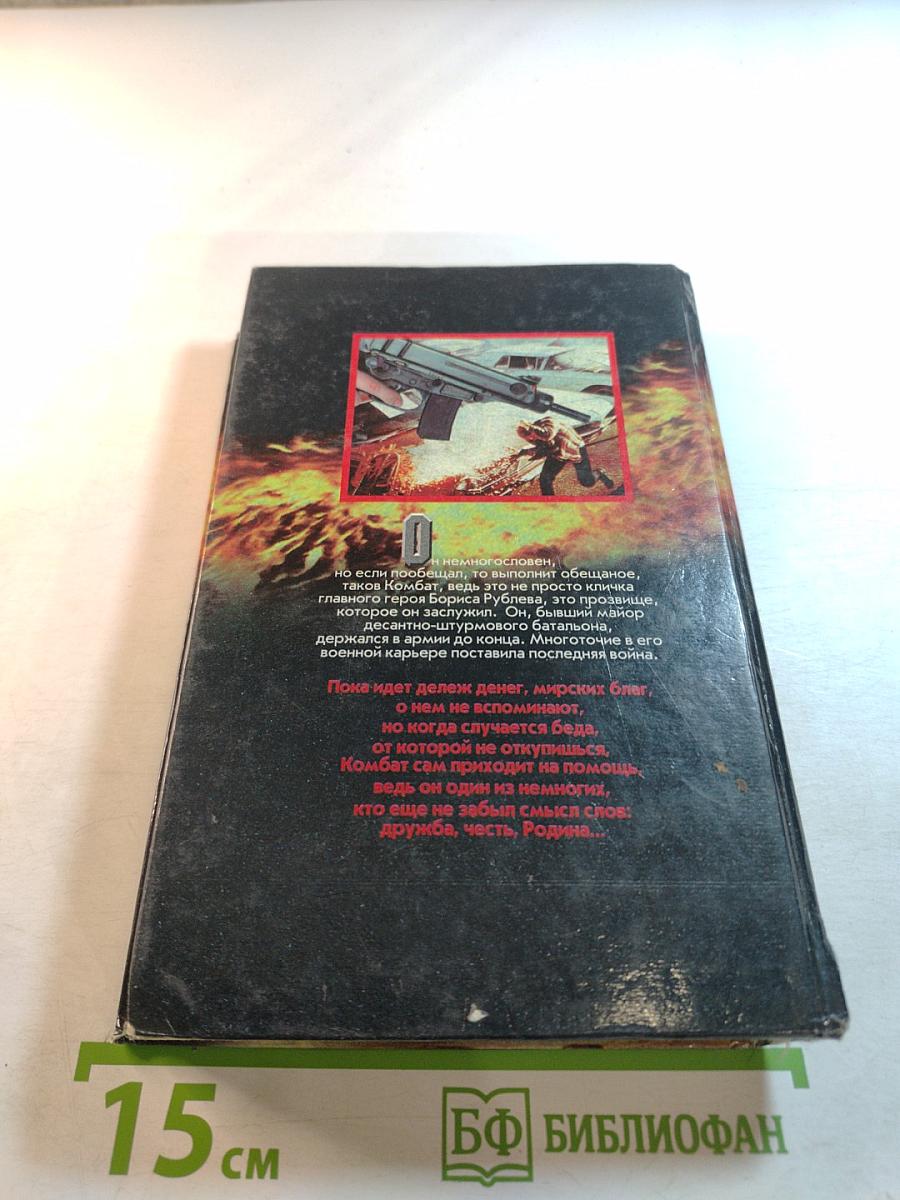 Он немногословен,
но если пообещал, то выполнит обещаное,
таков Комбат, ведь это не просто кличка
главного героя Бориса Рублева, это прозвище,
которое он заслужил. Он, бывший майор
десантно-штурмового батальона,
держался в армии до конца. Многоточие в его
военной карьере поставила последняя война.
Пока идет дележ денег, мирских благ,
о нем не вспоминают,
но когда случается беда,
от которой не откупишься,
Комбат сам приходит на помощь,
ведь он один из немногих,
кто еще не забыл смысл слов:
дружба, честь, Родина...
15 см
БФ БИБЛИОФАН